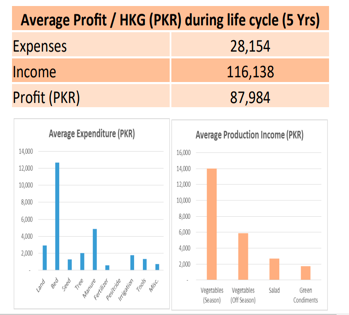 Average Profit / HKG (PKR) during life cycle (5 Yrs)
Expenses 28,154
Income 116,138
Profit (PKR) 87,984
Average Expenditure (PKR)
14,000
12,000
10,000
8,000
6,000
4,000
2,000
-
Land
Bed
Seed
Tree
Manure
Fertilizer
Pesticide
Irrigation
Tools
Misc.
Average Production Income (PKR)
16,000
14,000
12,000
10,000
8,000
6,000
4,000
2,000
-
Vegetables (Season)
Vegetables (Off Season)
Salad
Green Condiments